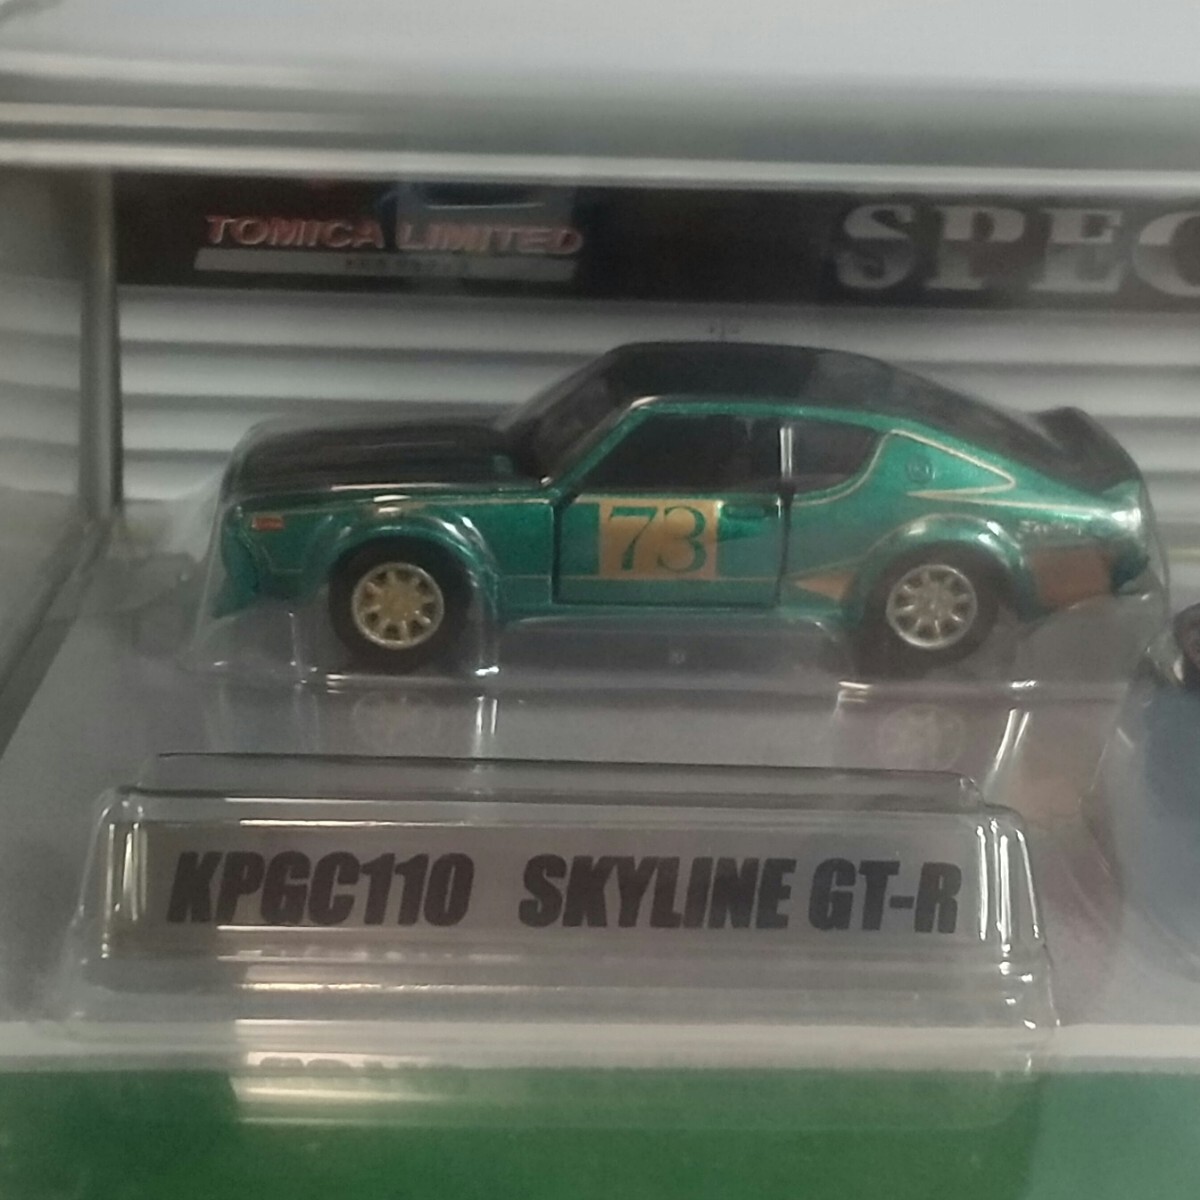 TOMICA LIMITED
SPEC
73
KPGC110 SKYLINE GT-R